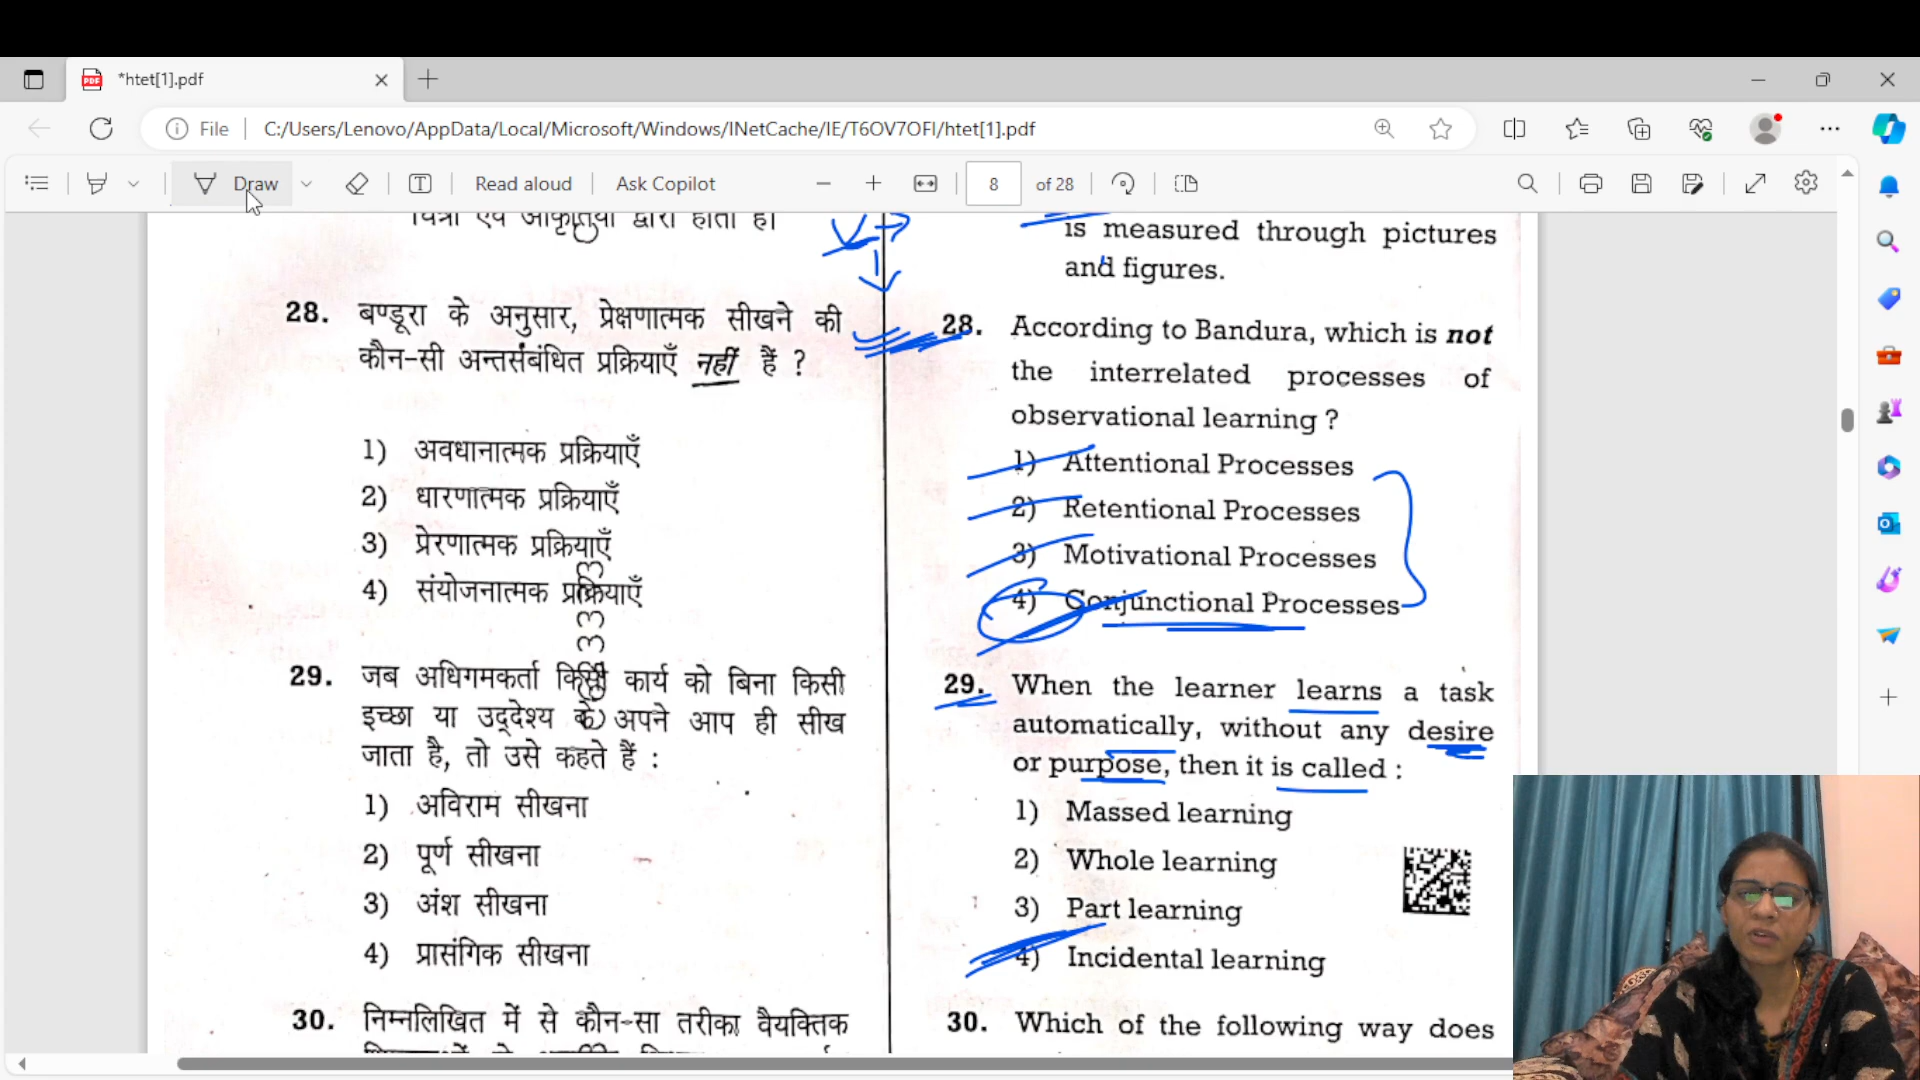 *htet[1].pdf
File
C:/Users/Lenovo/AppData/Local/Microsoft/Windows/INetCache/IE/T6OV7OFI/htet[1].pdf
Draw
Read aloud
Ask Copilot
8
of 28
चित्रों एवं आकृतियों द्वारा होता है।
28. बण्डूरा के अनुसार, प्रेक्षणात्मक सीखने की
कौन-सी अन्तर्संबंधित प्रक्रियाएँ नहीं हैं ?
1) अवधानात्मक प्रक्रियाएँ
2) धारणात्मक प्रक्रियाएँ
3) प्रेरणात्मक प्रक्रियाएँ
4) संयोजनात्मक प्रक्रियाएँ
29. जब अधिगमकर्ता किसी कार्य को बिना किसी
इच्छा या उद्देश्य के अपने आप ही सीख
जाता है, तो उसे कहते हैं :
1) अविराम सीखना
2) पूर्ण सीखना
3) अंश सीखना
4) प्रासंगिक सीखना
30. निम्नलिखित में से कौन-सा तरीका वैयक्तिक
is measured through pictures
and figures.
28. According to Bandura, which is not
the interrelated processes of
observational learning ?
1) Attentional Processes
2) Retentional Processes
3) Motivational Processes
4) Conjunctional Processes
29. When the learner learns a task
automatically, without any desire
or purpose, then it is called :
1) Massed learning
2) Whole learning
3) Part learning
4) Incidental learning
30. Which of the following way does